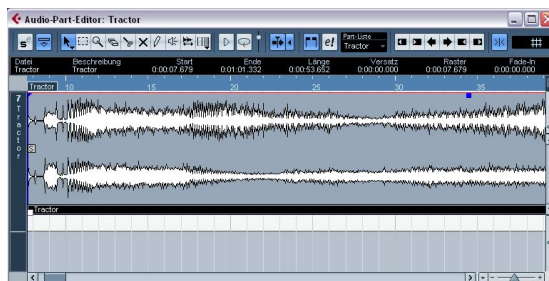 Audio-Part-Editor: Tractor
Part-Liste
Tractor
Datei Beschreibung Start Ende Länge Versatz Raster Fade-In
Tractor Tractor 0:00:07.679 0:01:01.332 0:00:53.652 0:00:00.000 0:00:07.679 0:00:00.000
Tractor 10 15 20 25 30 35
7
Tractor
S
Tractor